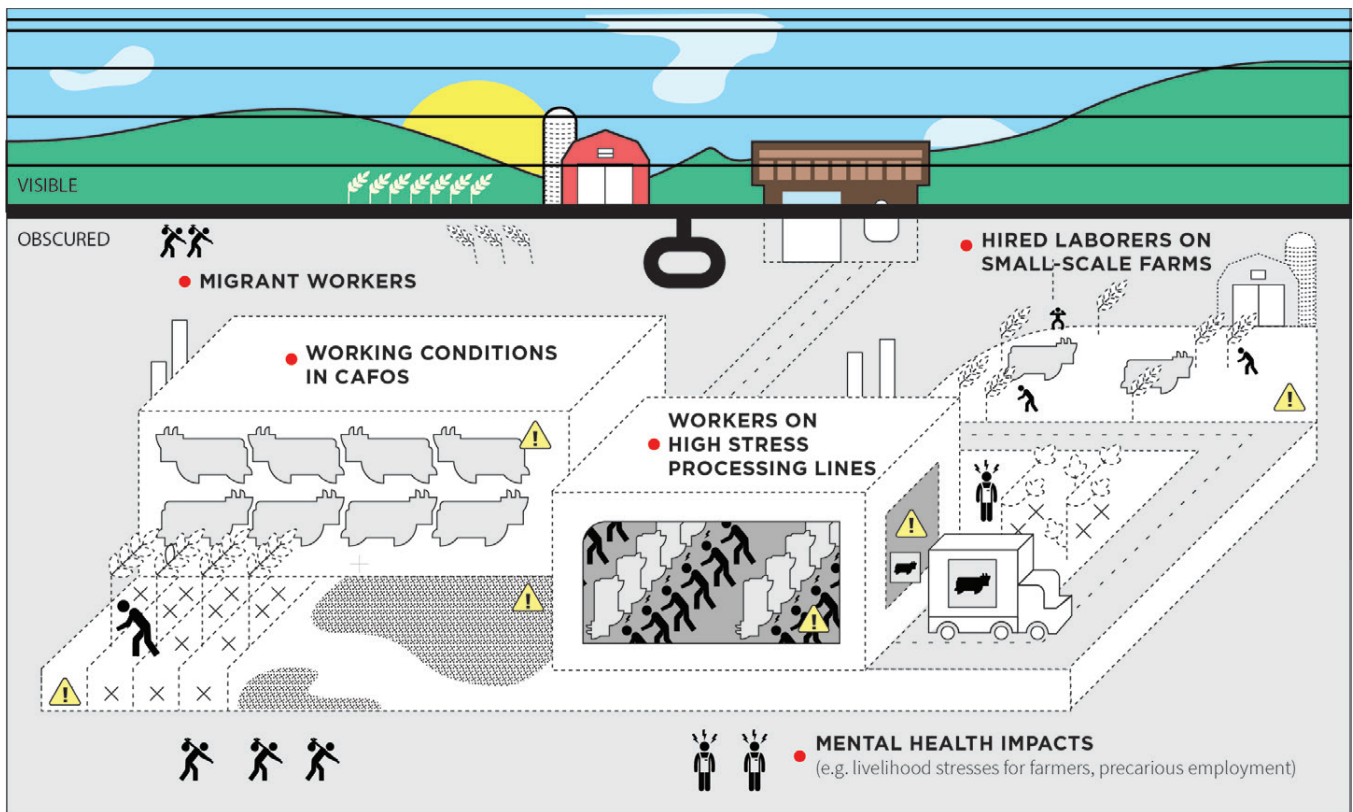 VISIBLE
OBSCURED
MIGRANT WORKERS
HIRED LABORERS ON
SMALL-SCALE FARMS
WORKING CONDITIONS
IN CAFOS
WORKERS ON
HIGH STRESS
PROCESSING LINES
!
!
!
!
!
!
MENTAL HEALTH IMPACTS
(e.g. livelihood stresses for farmers, precarious employment)